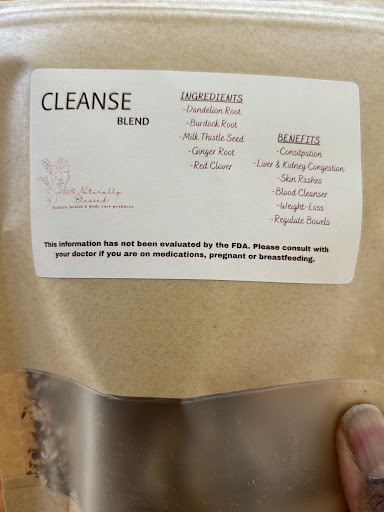 CLEANSE
BLEND
INGREDIENTS
-Dandelion Root
-Burdock Root
-Milk Thistle Seed
-Ginger Root
-Red Clover
BENEFITS
-Constipation
-Liver & Kidney Congestion
-Skin Rashes
-Blood Cleanser
-Weight-Loss
-Regulate Bowels
Naturally
Blessed
Holistic Health & Body care products
This information has not been evaluated by the FDA. Please consult with
your doctor if you are on medications, pregnant or breastfeeding.